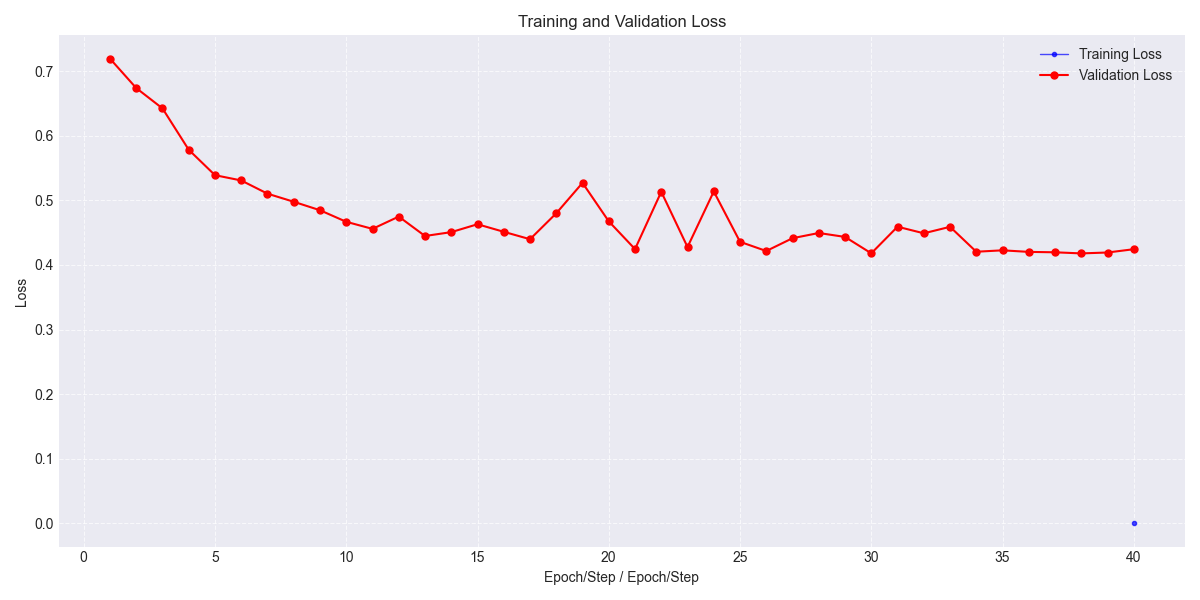 Training and Validation Loss
Training Loss
Validation Loss
0.7
0.6
0.5
0.4
0.3
0.2
0.1
0.0
Loss
0 5 10 15 20 25 30 35 40
Epoch/Step / Epoch/Step